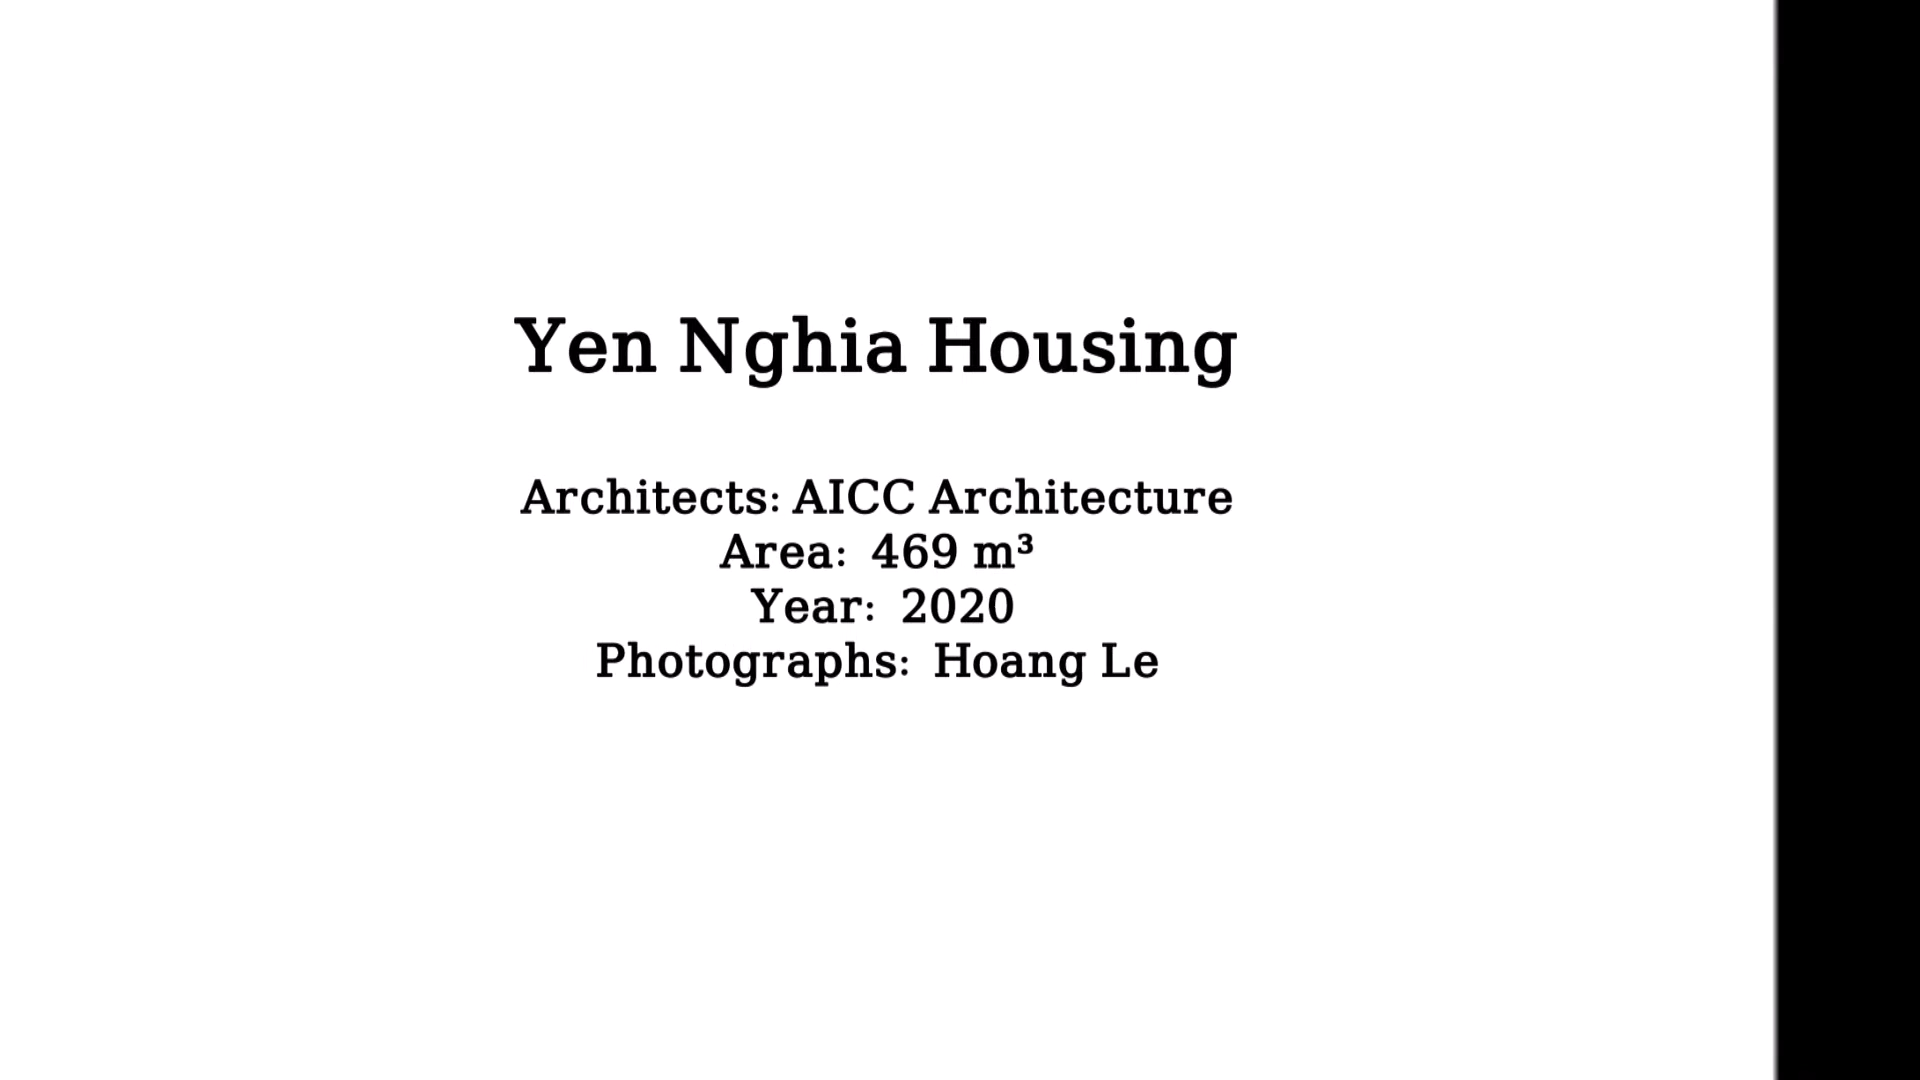 Yen Nghia Housing
Architects: AICC Architecture
Area: 469 m³
Year: 2020
Photographs: Hoang Le